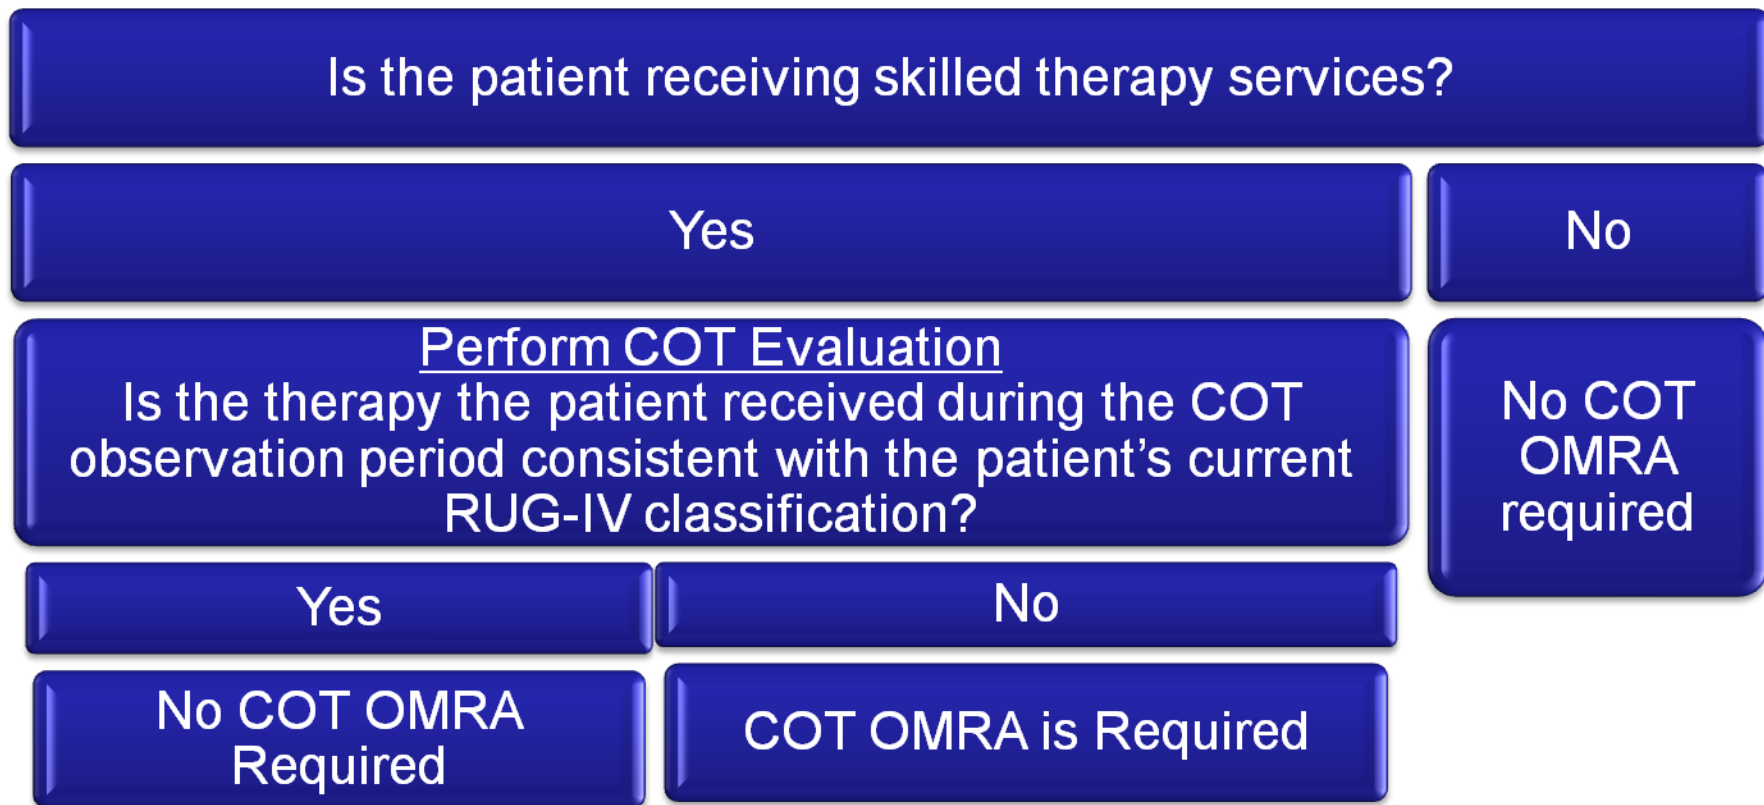 Is the patient receiving skilled therapy services?
Yes
No
Perform COT Evaluation
Is the therapy the patient received during the COT
observation period consistent with the patient's current
RUG-IV classification?
No COT
OMRA
required
Yes
No
No COT OMRA
Required
COT OMRA is Required